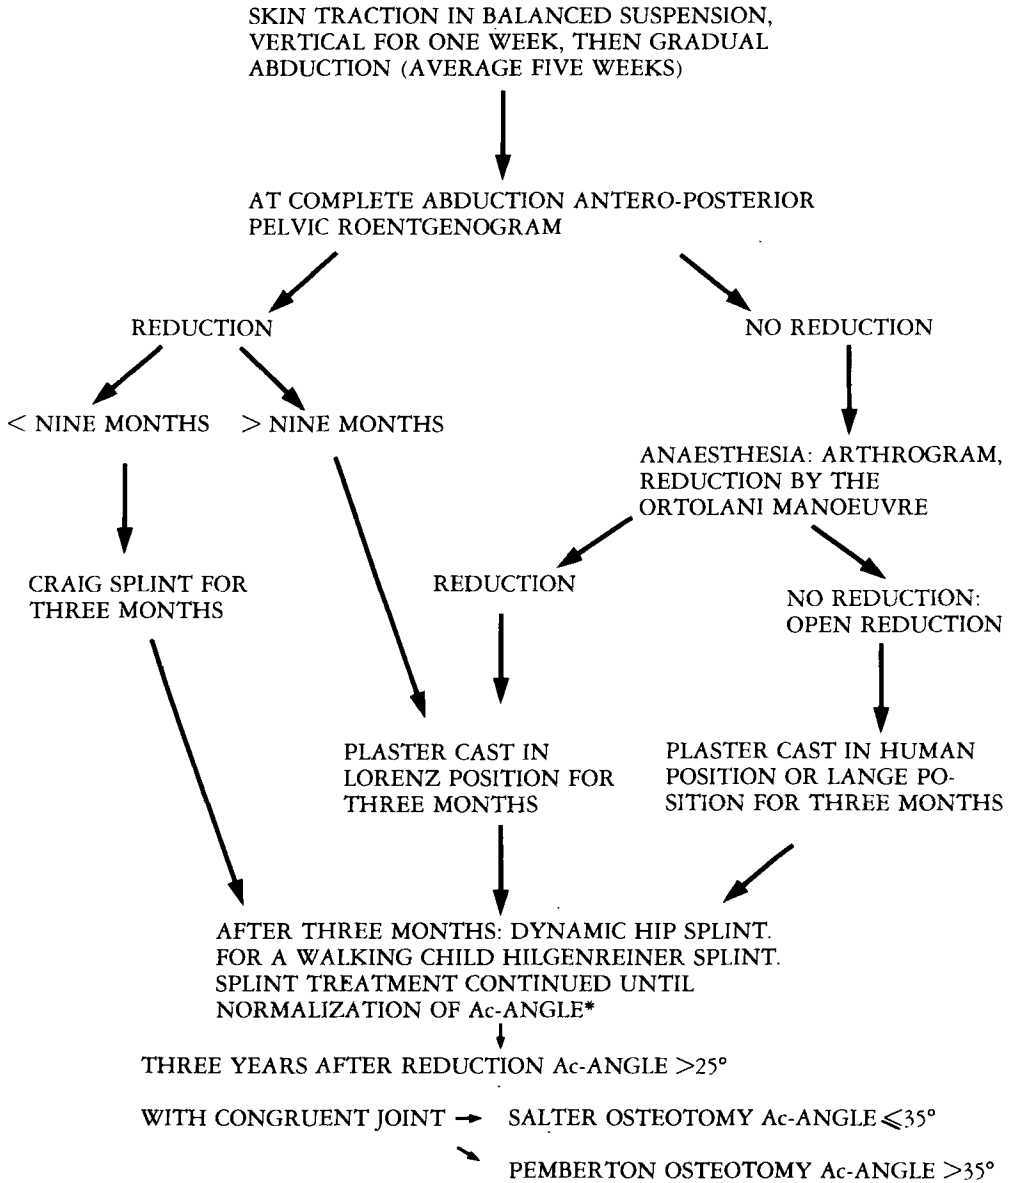 SKIN TRACTION IN BALANCED SUSPENSION,
VERTICAL FOR ONE WEEK, THEN GRADUAL
ABDUCTION (AVERAGE FIVE WEEKS)
AT COMPLETE ABDUCTION ANTERO-POSTERIOR
PELVIC ROENTGENOGRAM
REDUCTION
NO REDUCTION
< NINE MONTHS
> NINE MONTHS
ANAESTHESIA: ARTHROGRAM,
REDUCTION BY THE
ORTOLANI MANOEUVRE
CRAIG SPLINT FOR
THREE MONTHS
REDUCTION
NO REDUCTION:
OPEN REDUCTION
PLASTER CAST IN
LORENZ POSITION FOR
THREE MONTHS
PLASTER CAST IN HUMAN
POSITION OR LANGE PO-
SITION FOR THREE MONTHS
AFTER THREE MONTHS: DYNAMIC HIP SPLINT.
FOR A WALKING CHILD HILGENREINER SPLINT.
SPLINT TREATMENT CONTINUED UNTIL
NORMALIZATION OF Ac-ANGLE*
THREE YEARS AFTER REDUCTION Ac-ANGLE >25°
WITH CONGRUENT JOINT → SALTER OSTEOTOMY Ac-ANGLE ⩽35°
PEMBERTON OSTEOTOMY Ac-ANGLE >35°